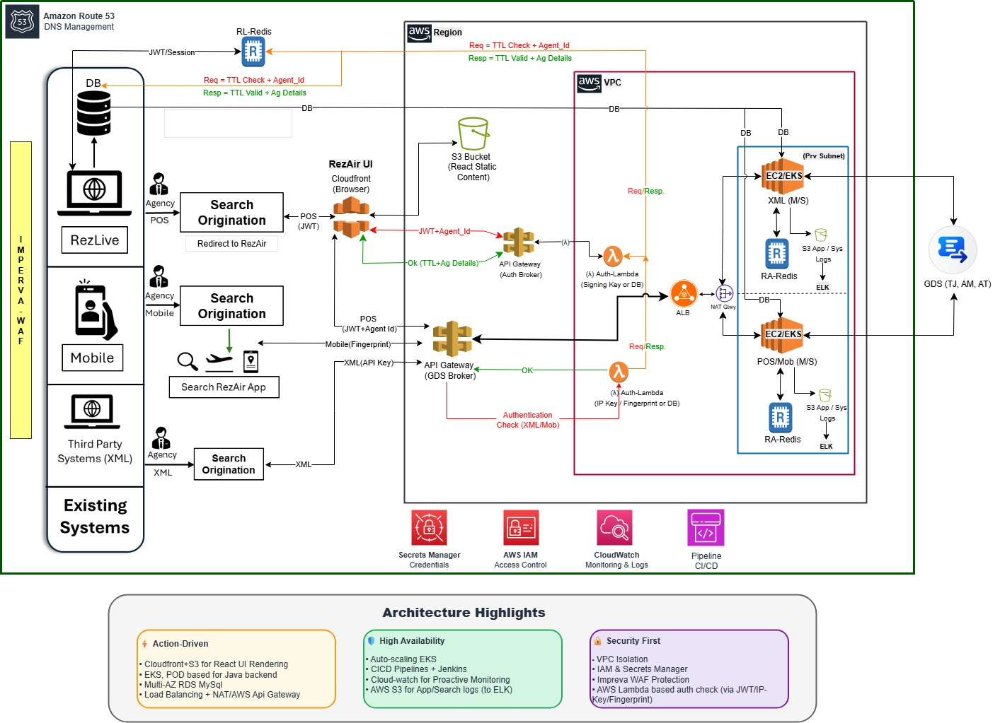 53
Amazon Route 53
DNS Management
RL-Redis
R
JWT/Session
Req = TTL Check + Agent_Id
Resp = TTL Valid + Ag Details
DB
Req = TTL Check + Agent_Id
Resp = TTL Valid + Ag Details
DB
aws
Region
aws
VPC
DB
DB
DB
I
M
P
E
R
V
A
-
W
A
F
RezLive
Mobile
Third Party
Systems (XML)
Existing
Systems
Agency
POS
Search
Origination
Redirect to RezAir
Agency
Mobile
Search
Origination
Search RezAir App
Agency
XML
Search
Origination
XML
POS
(JWT)
RezAir UI
Cloudfront
(Browser)
S3 Bucket
(React Static
Content)
JWT+Agent_Id
Ok (TTL+Ag Details)
API Gateway
(Auth Broker)
(λ)
(λ) Auth-Lambda
(Signing Key or DB)
Req/Resp.
POS
(JWT+Agent Id)
Mobile(Fingerprint)
XML(API Key)
API Gateway
(GDS Broker)
OK
Authentication
Check (XML/Mob)
Req/Resp.
(λ) Auth-Lambda
(IP Key / Fingerprint or DB)
ALB
NAT Gtwy
(Prv Subnet)
EC2/EKS
XML (M/S)
R
RA-Redis
S3 App / Sys
Logs
ELK
DB
EC2/EKS
POS/Mob (M/S)
R
RA-Redis
S3 App / Sys
Logs
ELK
GDS (TJ, AM, AT)
Secrets Manager
Credentials
AWS IAM
Access Control
CloudWatch
Monitoring & Logs
Pipeline
CI/CD
Architecture Highlights
Action-Driven
• Cloudfront+S3 for React UI Rendering
• EKS, POD based for Java backend
• Multi-AZ RDS MySql
• Load Balancing + NAT/AWS Api Gateway
High Availability
• Auto-scaling EKS
• CICD Pipelines + Jenkins
• Cloud-watch for Proactive Monitoring
• AWS S3 for App/Search logs (to ELK)
Security First
• VPC Isolation
• IAM & Secrets Manager
• Impreva WAF Protection
• AWS Lambda based auth check (via JWT/IP-
Key/Fingerprint)